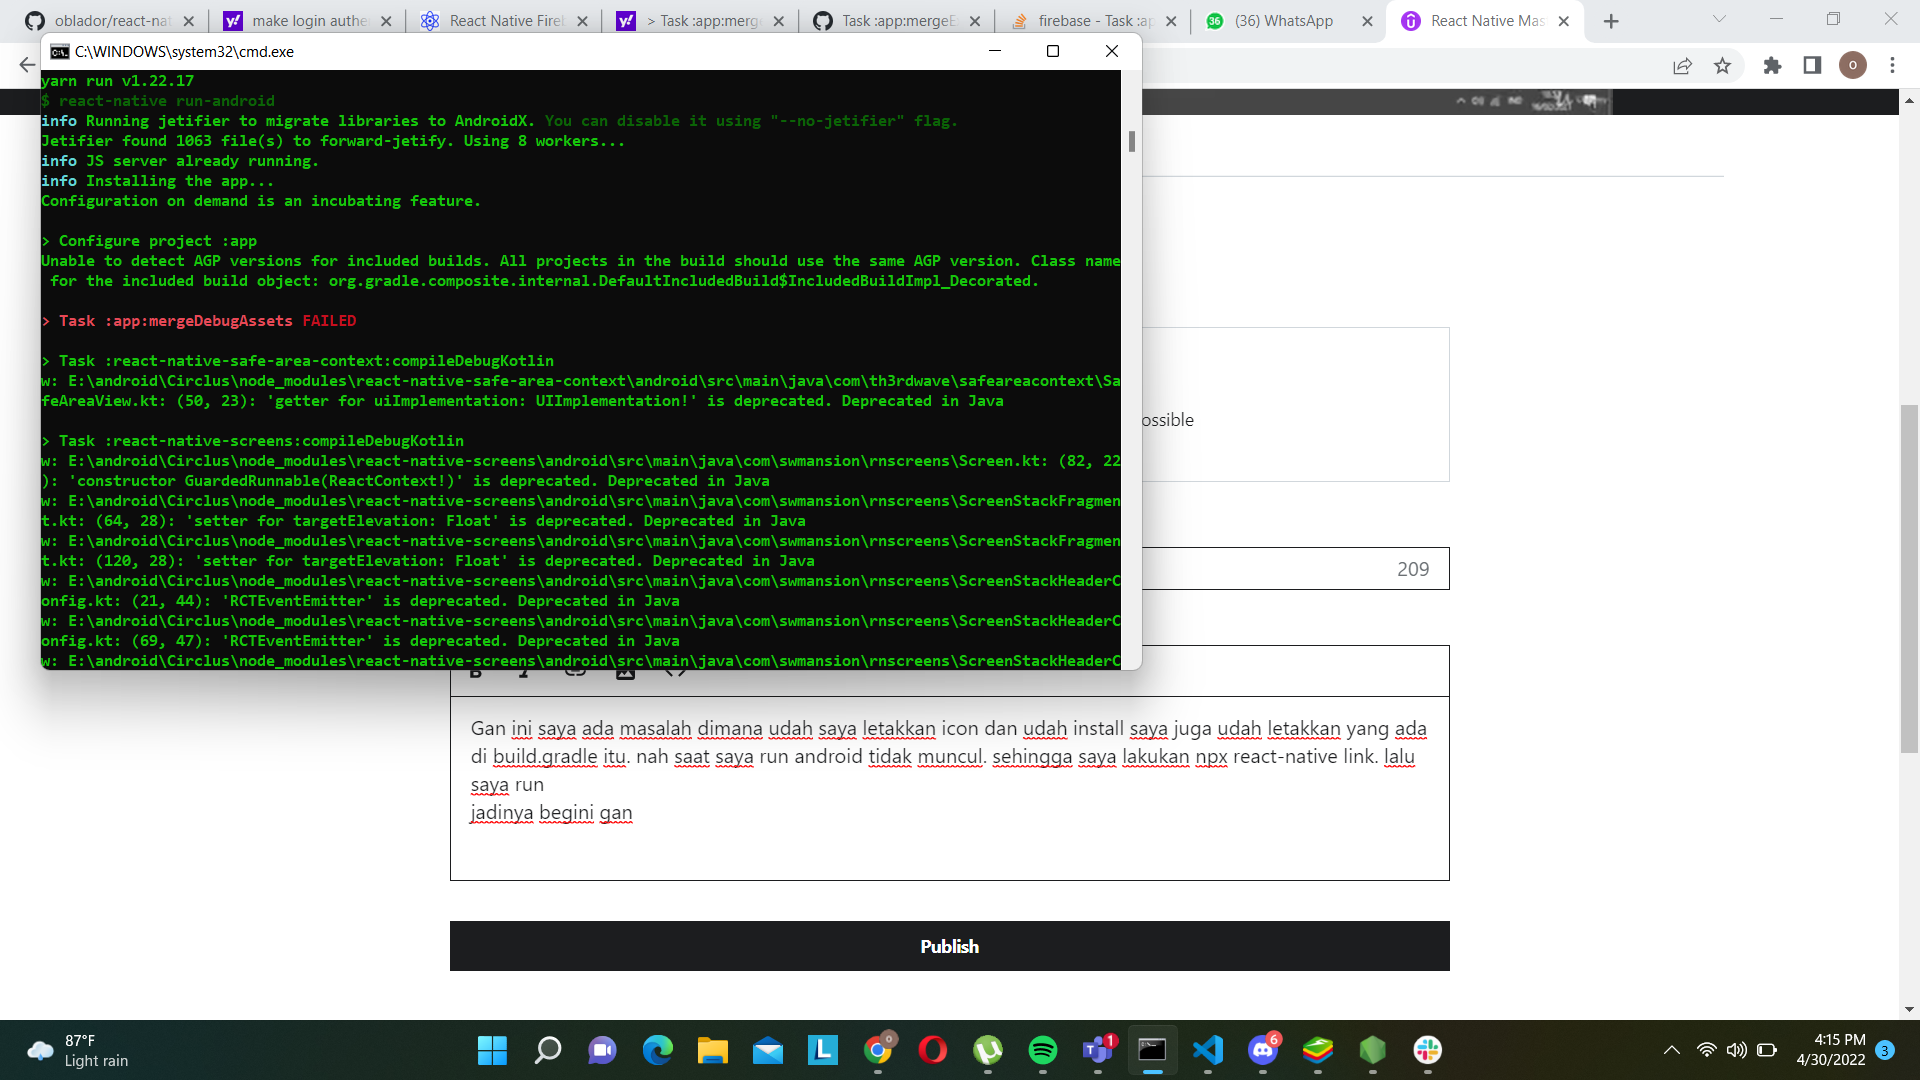 oblador/react-nat
make login authe
React Native Fire
> Task :app:merge
Task :app:mergeE
firebase - Task :ap
(36) WhatsApp
React Native Mas
C:\WINDOWS\system32\cmd.exe
yarn run v1.22.17
$ react-native run-android
info Running jetifier to migrate libraries to AndroidX. You can disable it using "--no-jetifier" flag.
Jetifier found 1063 file(s) to forward-jetify. Using 8 workers...
info JS server already running.
info Installing the app...
Configuration on demand is an incubating feature.
> Configure project :app
Unable to detect AGP versions for included builds. All projects in the build should use the same AGP version. Class name
for the included build object: org.gradle.composite.internal.DefaultIncludedBuild$IncludedBuildImpl_Decorated.
> Task :app:mergeDebugAssets FAILED
> Task :react-native-safe-area-context:compileDebugKotlin
w: E:\android\Circlus\node_modules\react-native-safe-area-context\android\src\main\java\com\th3rdwave\safeareacontext\Sa
feAreaView.kt: (50, 23): 'getter for uiImplementation: UIImplementation!' is deprecated. Deprecated in Java
> Task :react-native-screens:compileDebugKotlin
w: E:\android\Circlus\node_modules\react-native-screens\android\src\main\java\com\swmansion\rnscreens\Screen.kt: (82, 22
): 'constructor GuardedRunnable(ReactContext!)' is deprecated. Deprecated in Java
w: E:\android\Circlus\node_modules\react-native-screens\android\src\main\java\com\swmansion\rnscreens\ScreenStackFragmen
t.kt: (64, 28): 'setter for targetElevation: Float' is deprecated. Deprecated in Java
w: E:\android\Circlus\node_modules\react-native-screens\android\src\main\java\com\swmansion\rnscreens\ScreenStackFragmen
t.kt: (120, 28): 'setter for targetElevation: Float' is deprecated. Deprecated in Java
w: E:\android\Circlus\node_modules\react-native-screens\android\src\main\java\com\swmansion\rnscreens\ScreenStackHeaderC
onfig.kt: (21, 44): 'RCTEventEmitter' is deprecated. Deprecated in Java
w: E:\android\Circlus\node_modules\react-native-screens\android\src\main\java\com\swmansion\rnscreens\ScreenStackHeaderC
onfig.kt: (69, 47): 'RCTEventEmitter' is deprecated. Deprecated in Java
w: E:\android\Circlus\node_modules\react-native-screens\android\src\main\java\com\swmansion\rnscreens\ScreenStackHeaderC
ossible
209
Gan ini saya ada masalah dimana udah saya letakkan icon dan udah install saya juga udah letakkan yang ada
di build.gradle itu. nah saat saya run android tidak muncul. sehingga saya lakukan npx react-native link. lalu
saya run
jadinya begini gan
Publish
87°F
Light rain
4:15 PM
4/30/2022
3